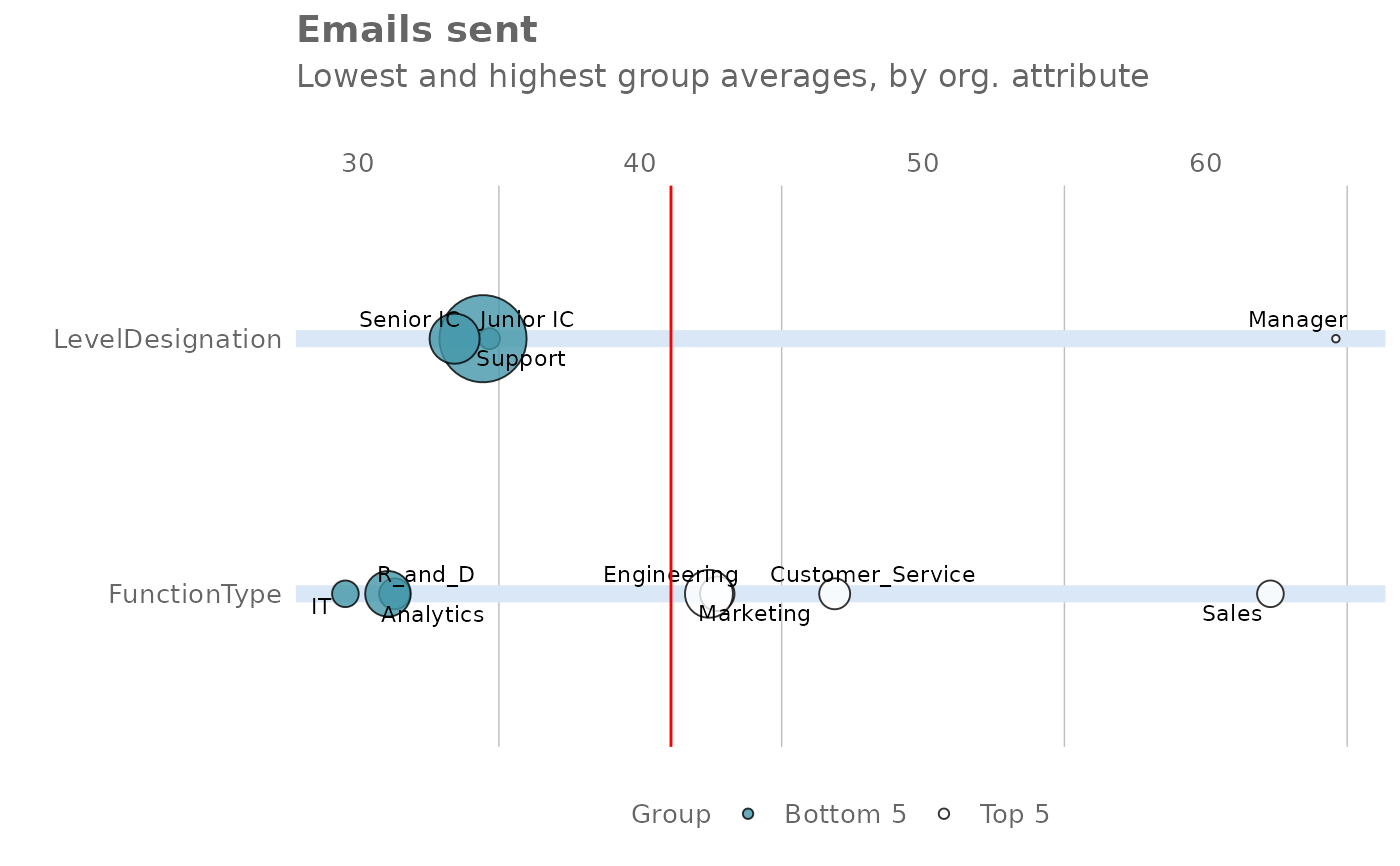 Emails sent
Lowest and highest group averages, by org. attribute
30 40 50 60
Senior IC Junior IC Manager
LevelDesignation
Support
R_and_D Engineering Customer_Service
FunctionType
IT Analytics Marketing Sales
Group Bottom 5 Top 5